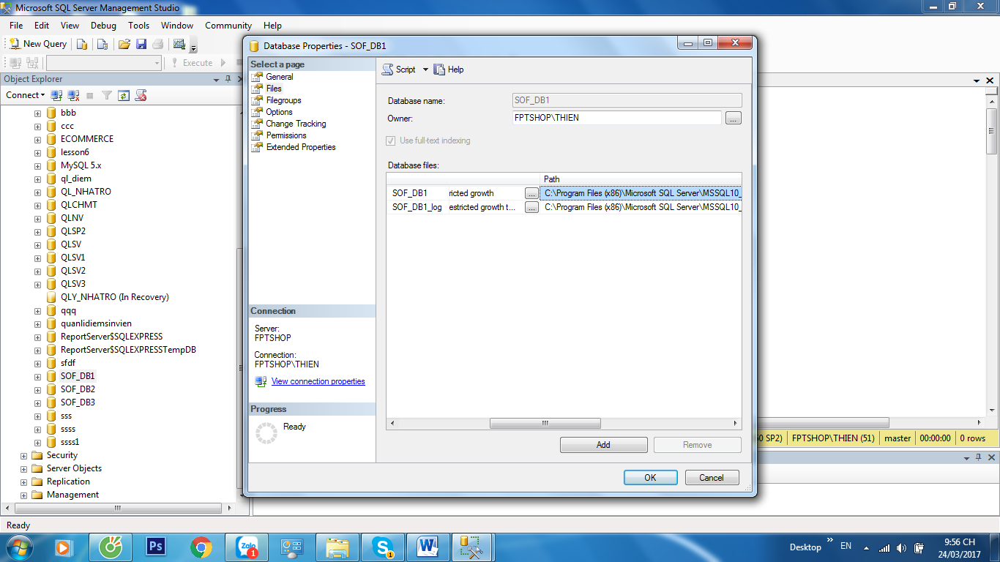 Microsoft SQL Server Management Studio
File Edit View Debug Tools Window Community Help
New Query
Execute
Object Explorer
Connect
bbb
ccc
ECOMMERCE
lesson6
MySQL 5.x
ql_diem
QL_NHATRO
QLCHMT
QLNV
QLSP2
QLSV
QLSV1
QLSV2
QLSV3
QLY_NHATRO (In Recovery)
qqq
quanlidiemsinvien
ReportServer$SQLEXPRESS
ReportServer$SQLEXPRESSTempDB
sfdf
SOF_DB1
SOF_DB2
SOF_DB3
sss
ssss
ssss1
Security
Server Objects
Replication
Management
Database Properties - SOF_DB1
Select a page
General
Files
Filegroups
Options
Change Tracking
Permissions
Extended Properties
Connection
Server:
FPTSHOP
Connection:
FPTSHOP\THIEN
View connection properties
Progress
Ready
Script Help
Database name: SOF_DB1
Owner: FPTSHOP\THIEN ...
Use full-text indexing
Database files:
Path
SOF_DB1 ricted growth ... C:\Program Files (x86)\Microsoft SQL Server\MSSQL10_
SOF_DB1_log estricted growth t... ... C:\Program Files (x86)\Microsoft SQL Server\MSSQL10_
Add Remove
OK Cancel
0 SP2) FPTSHOP\THIEN (51) master 00:00:00 0 rows
Ready
Ps
Zalo 1
S 1
W
Desktop EN
9:56 CH
24/03/2017